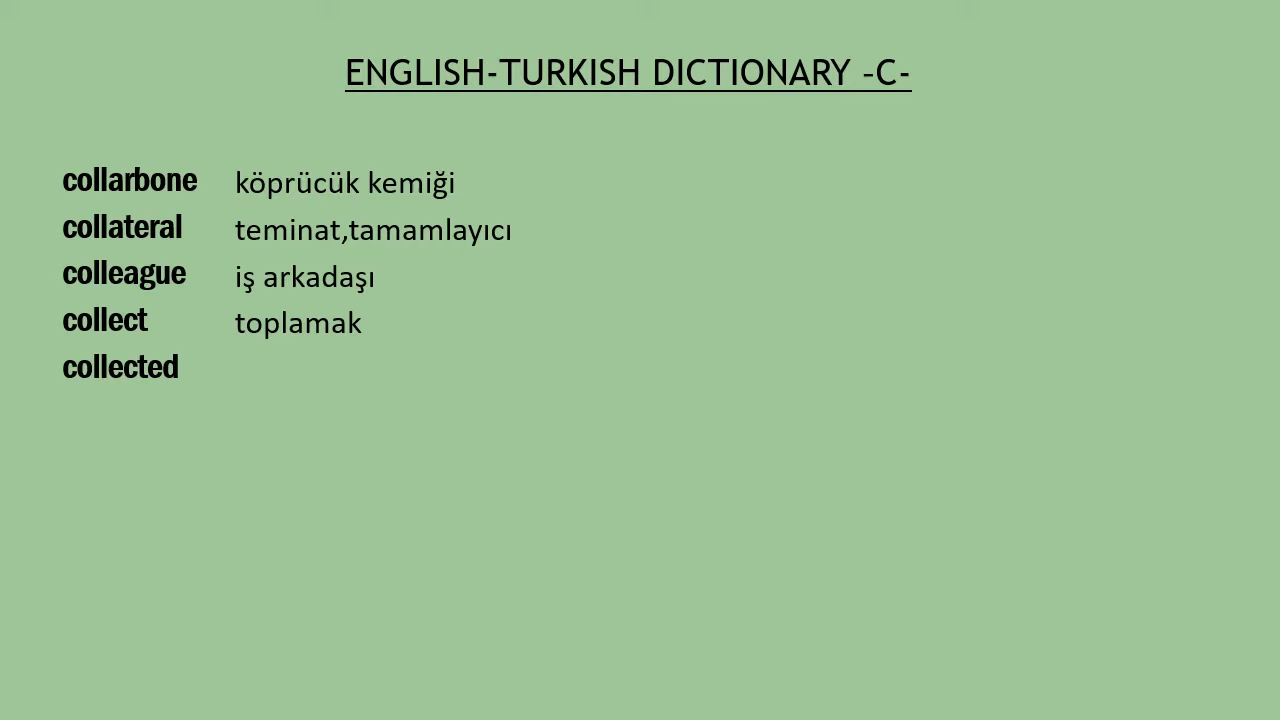 ENGLISH-TURKISH DICTIONARY –C-
collarbone köprücük kemiği
collateral teminat,tamamlayıcı
colleague iş arkadaşı
collect toplamak
collected